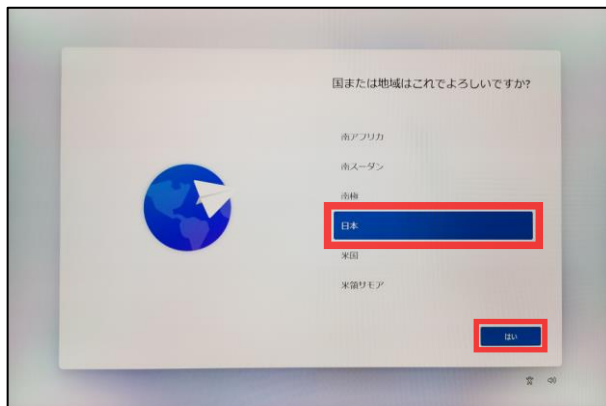 国または地域はこれでよろしいですか?
南アフリカ
南スーダン
南極
日本
米国
米領サモア
はい